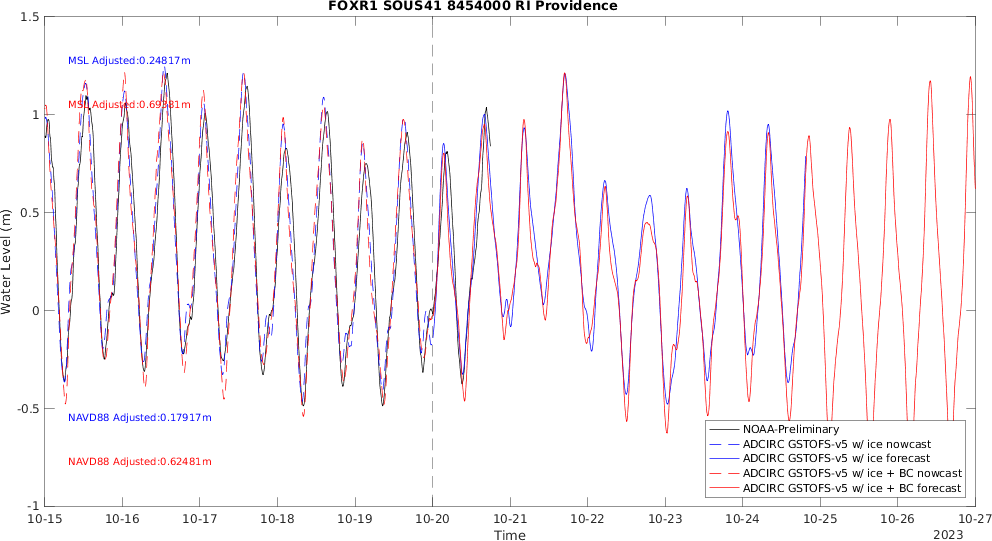 FOXR1 SOUS41 8454000 RI Providence
1.5
1
0.5
0
-0.5
-1
Water Level (m)
MSL Adjusted:0.24817m
MSL Adjusted:0.69381m
NAVD88 Adjusted:0.17917m
NAVD88 Adjusted:0.62481m
NOAA-Preliminary
ADCIRC GSTOFS-v5 w/ ice nowcast
ADCIRC GSTOFS-v5 w/ ice forecast
ADCIRC GSTOFS-v5 w/ ice + BC nowcast
ADCIRC GSTOFS-v5 w/ ice + BC forecast
10-15 10-16 10-17 10-18 10-19 10-20 10-21 10-22 10-23 10-24 10-25 10-26 10-27
Time
2023